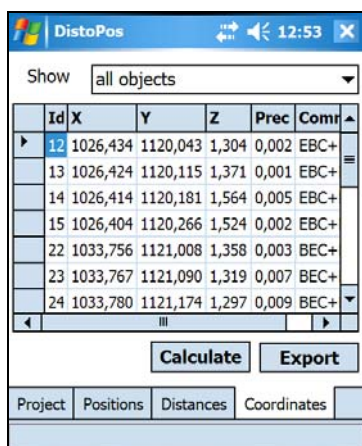 DistoPos 12:53
Show all objects
Id X Y Z Prec Comr
12 1026,434 1120,043 1,304 0,002 EBC+
13 1026,424 1120,115 1,371 0,001 EBC+
14 1026,414 1120,181 1,564 0,005 EBC+
15 1026,404 1120,266 1,524 0,002 EBC+
22 1033,756 1121,008 1,358 0,003 BEC+
23 1033,767 1121,090 1,319 0,007 BEC+
24 1033,780 1121,174 1,297 0,009 BEC+
Calculate Export
Project Positions Distances Coordinates